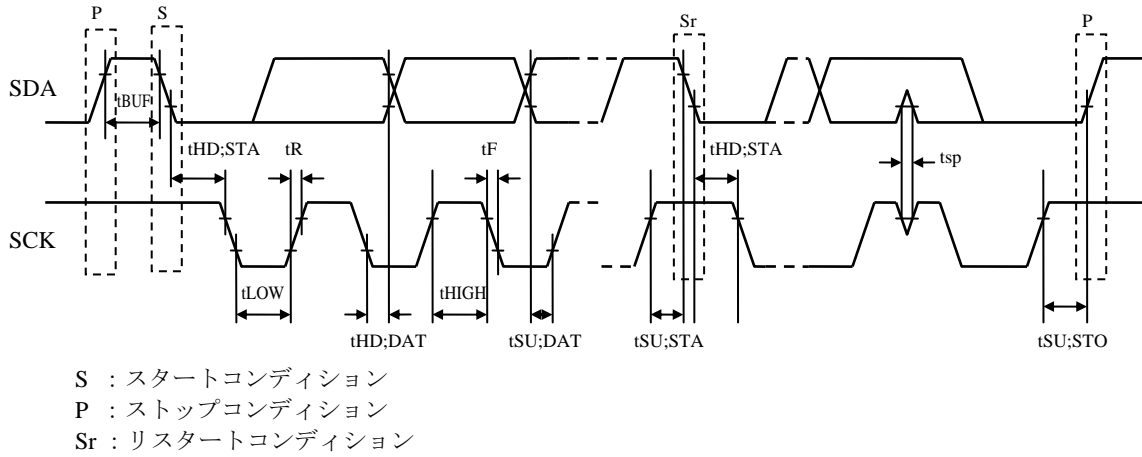 P S Sr P
SDA
tBUF
tHD;STA tR tF tHD;STA tsp
SCK
tLOW tHIGH
tHD;DAT tSU;DAT tSU;STA tSU;STO
S :スタートコンディション
P :ストップコンディション
Sr :リスタートコンディション